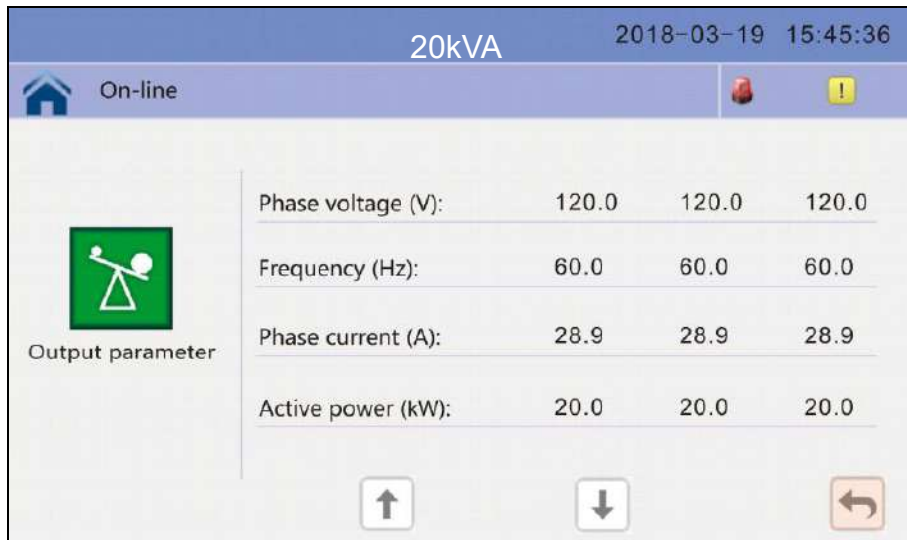 20kVA 2018-03-19 15:45:36
On-line !
Phase voltage (V): 120.0 120.0 120.0
Frequency (Hz): 60.0 60.0 60.0
Phase current (A): 28.9 28.9 28.9
Output parameter
Active power (kW): 20.0 20.0 20.0